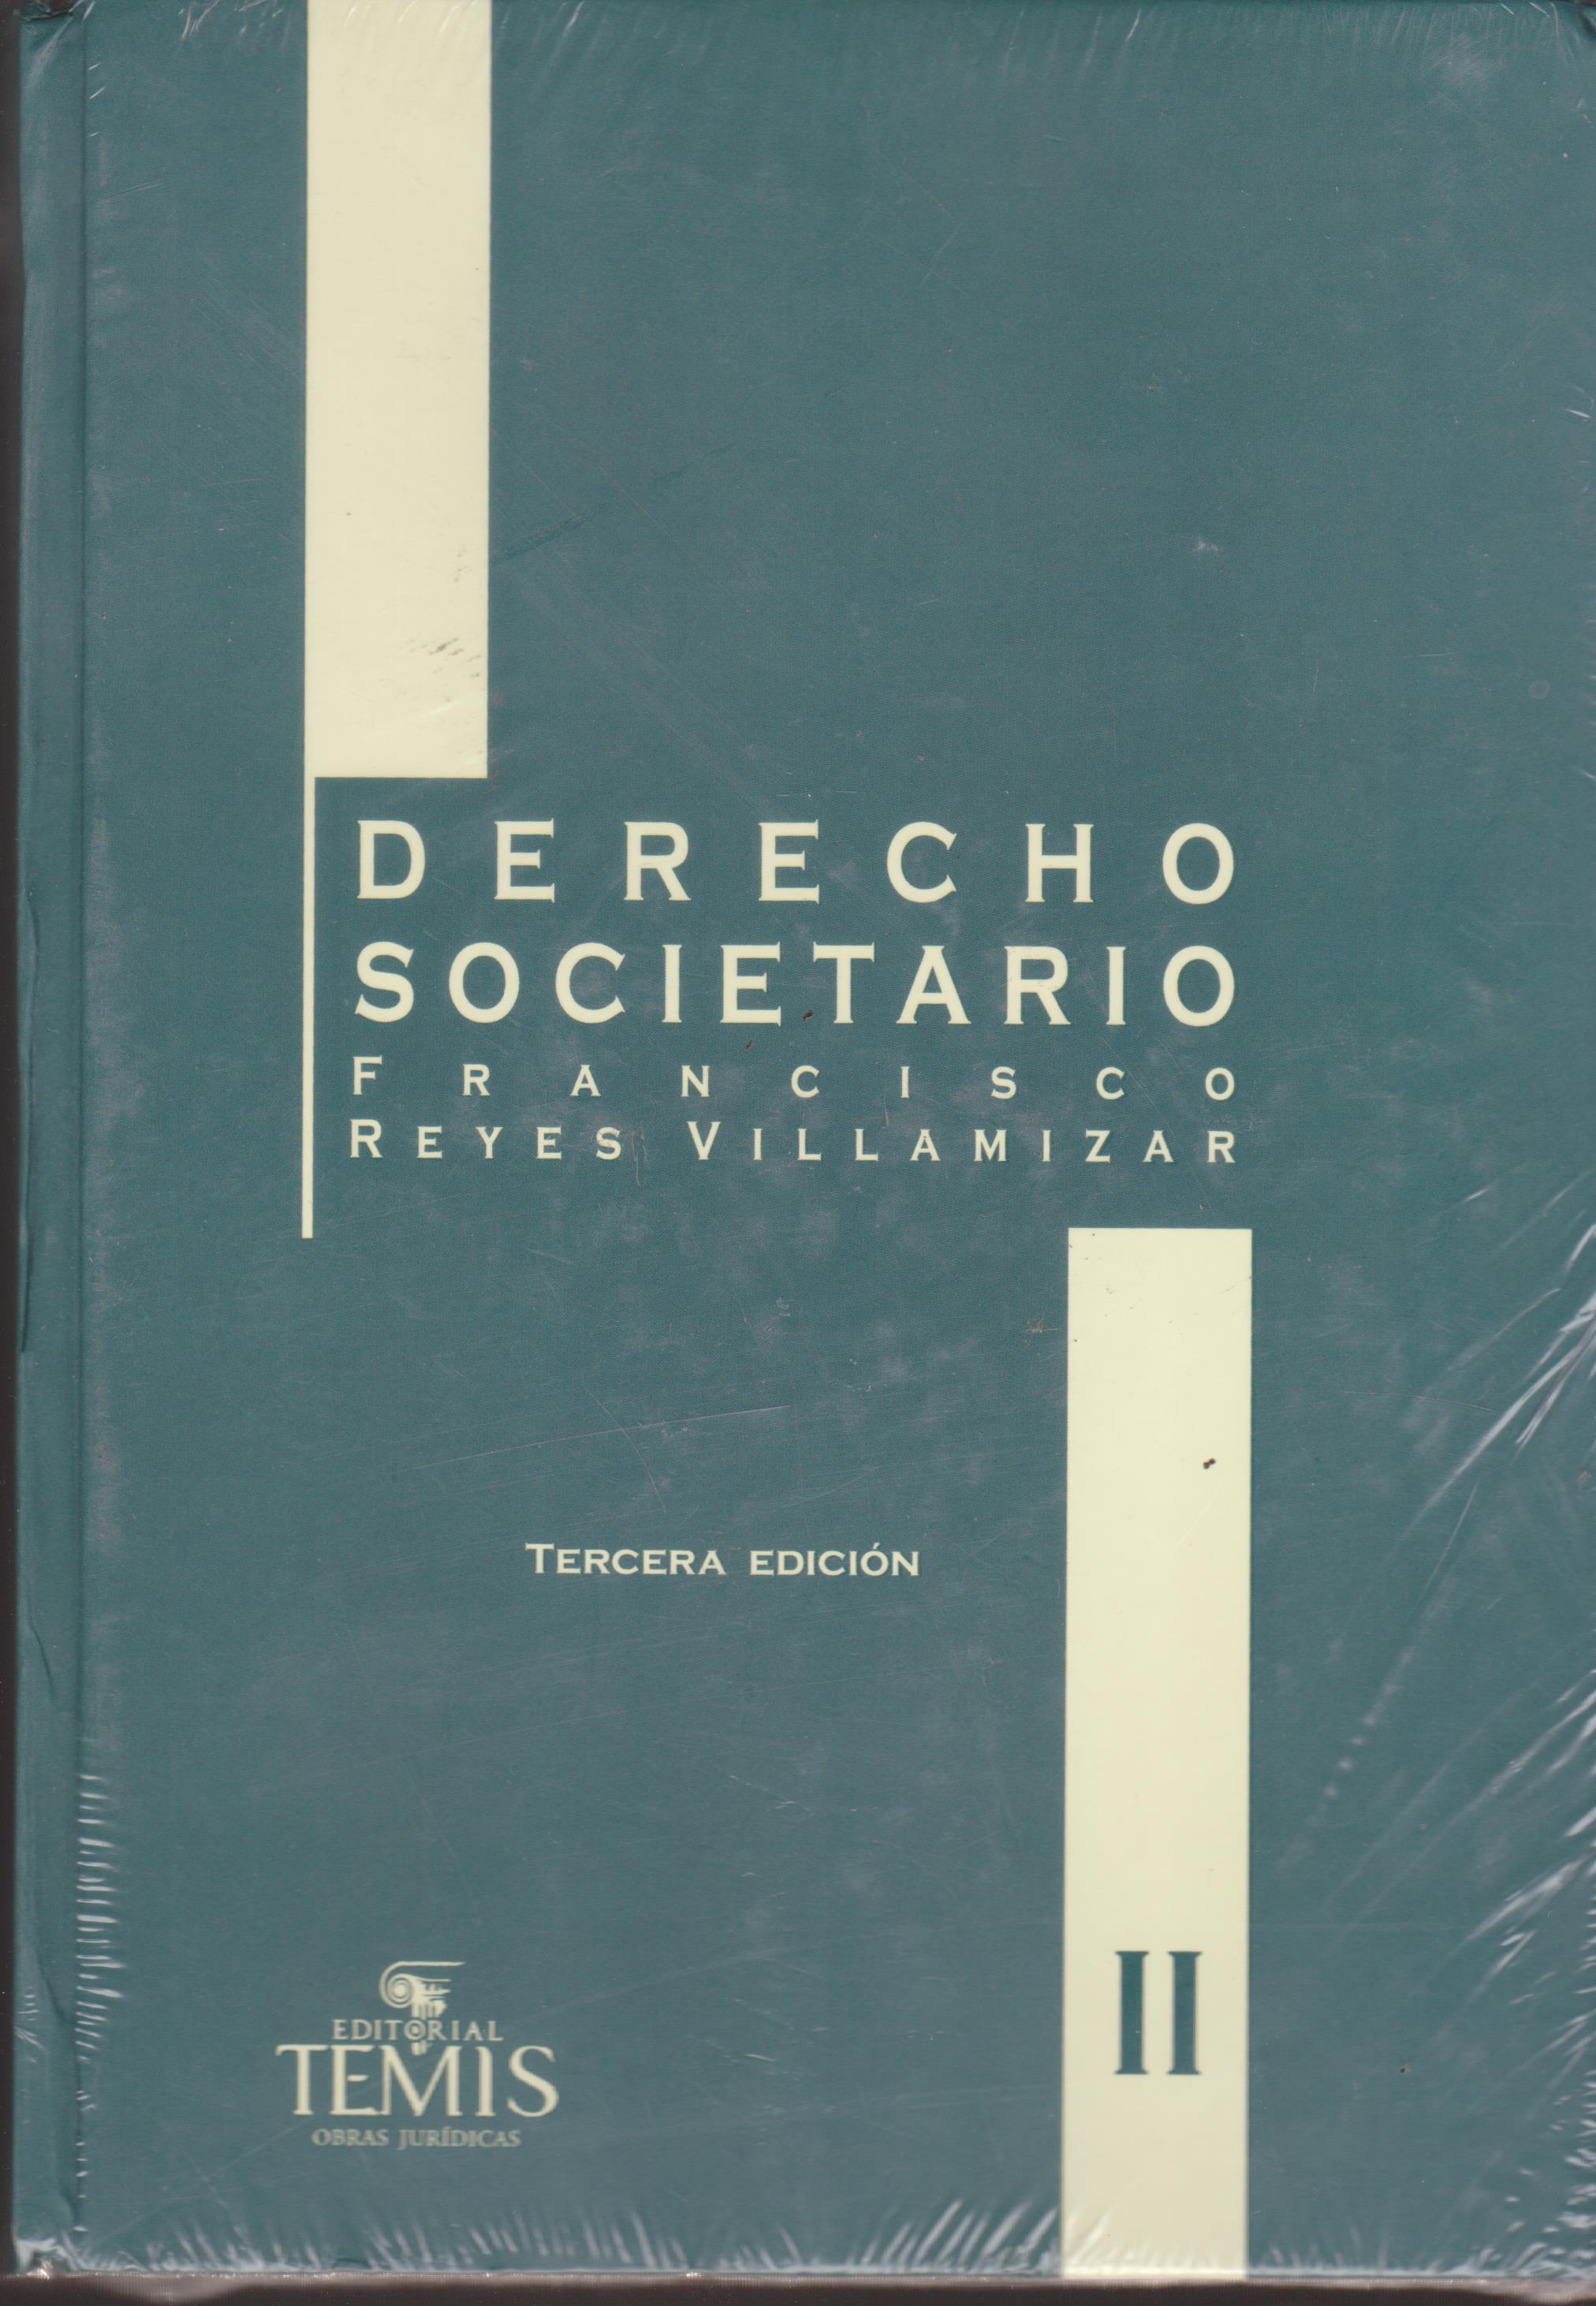 DERECHO
SOCIETARIO
FRANCISCO
REYES VILLAMIZAR
TERCERA EDICIÓN
II
EDITORIAL
TEMIS
OBRAS JURÍDICAS